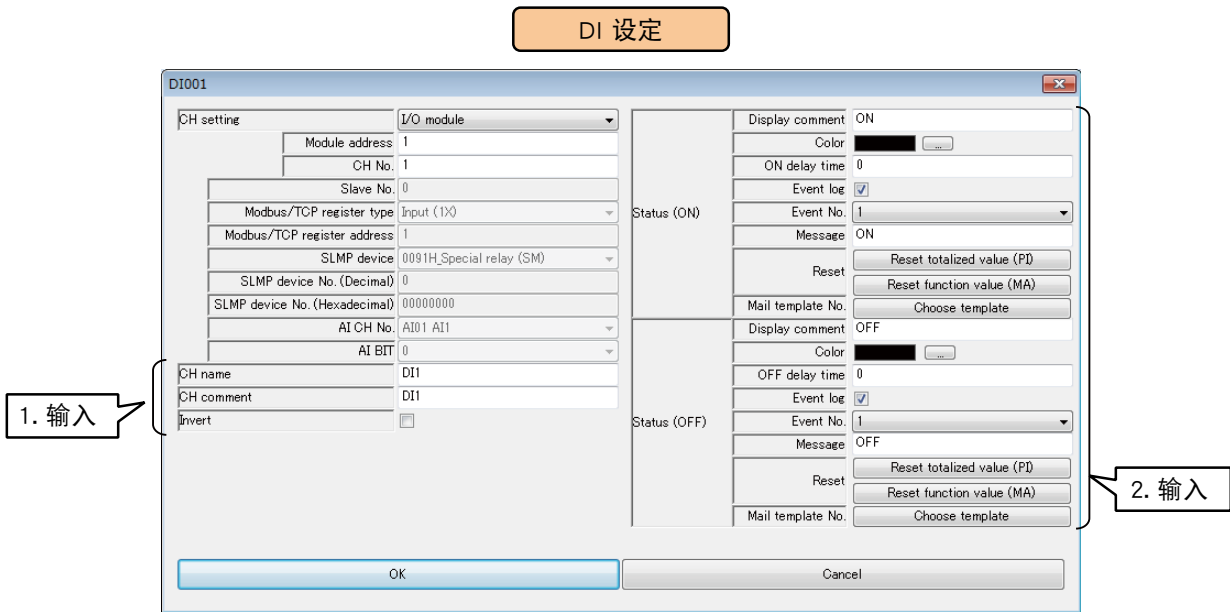 DI 设定
DI001
CH setting I/O module
Module address 1
CH No. 1
Slave No. 0
Modbus/TCP register type Input (1X)
Modbus/TCP register address 1
SLMP device 0091H_Special relay (SM)
SLMP device No. (Decimal) 0
SLMP device No. (Hexadecimal) 00000000
AI CH No. AI01 AI1
AI BIT 0
CH name DI1
CH comment DI1
Invert
1. 输入
Status (ON)
Display comment ON
Color ...
ON delay time 0
Event log
Event No. 1
Message ON
Reset Reset totalized value (PI)
Reset function value (MA)
Mail template No. Choose template
Status (OFF)
Display comment OFF
Color ...
OFF delay time 0
Event log
Event No. 1
Message OFF
Reset Reset totalized value (PI)
Reset function value (MA)
Mail template No. Choose template
2. 输入
OK Cancel